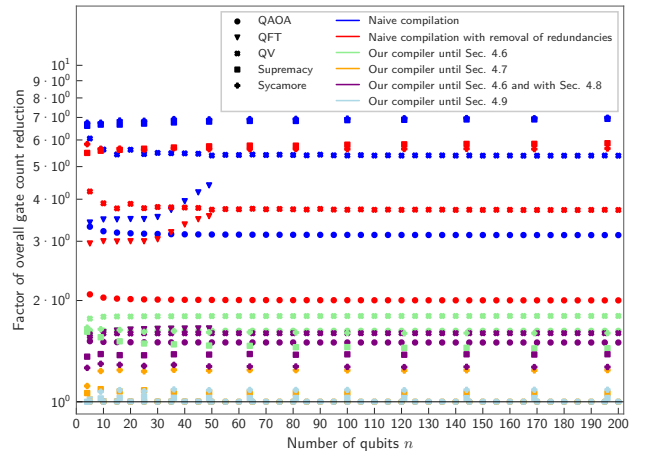 QAOA
QFT
QV
Supremacy
Sycamore
Naive compilation
Naive compilation with removal of redundancies
Our compiler until Sec. 4.6
Our compiler until Sec. 4.7
Our compiler until Sec. 4.6 and with Sec. 4.8
Our compiler until Sec. 4.9
Factor of overall gate count reduction
10¹
9 · 10⁰
8 · 10⁰
7 · 10⁰
6 · 10⁰
5 · 10⁰
4 · 10⁰
3 · 10⁰
2 · 10⁰
10⁰
0 10 20 30 40 50 60 70 80 90 100 110 120 130 140 150 160 170 180 190 200
Number of qubits n